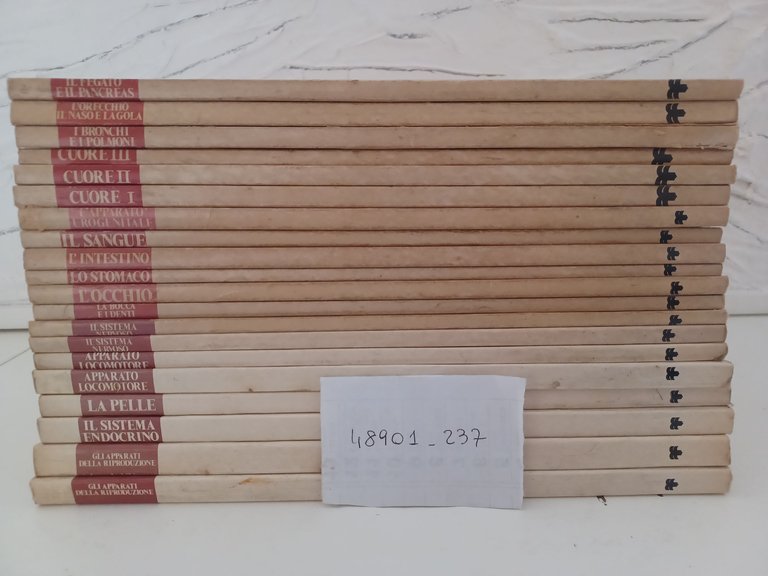 IL FEGATO
E IL PANCREAS
L'ORECCHIO
IL NASO E LA GOLA
I BRONCHI
E I POLMONI
CUORE III
CUORE II
CUORE I
L'APPARATO
UROGENITALE
IL SANGUE
L'INTESTINO
LO STOMACO
L'OCCHIO
LA BOCCA
E I DENTI
IL SISTEMA
NERVOSO
IL SISTEMA
NERVOSO
APPARATO
LOCOMOTORE
APPARATO
LOCOMOTORE
LA PELLE
IL SISTEMA
ENDOCRINO
GLI APPARATI
DELLA RIPRODUZIONE
GLI APPARATI
DELLA RIPRODUZIONE
48901_237